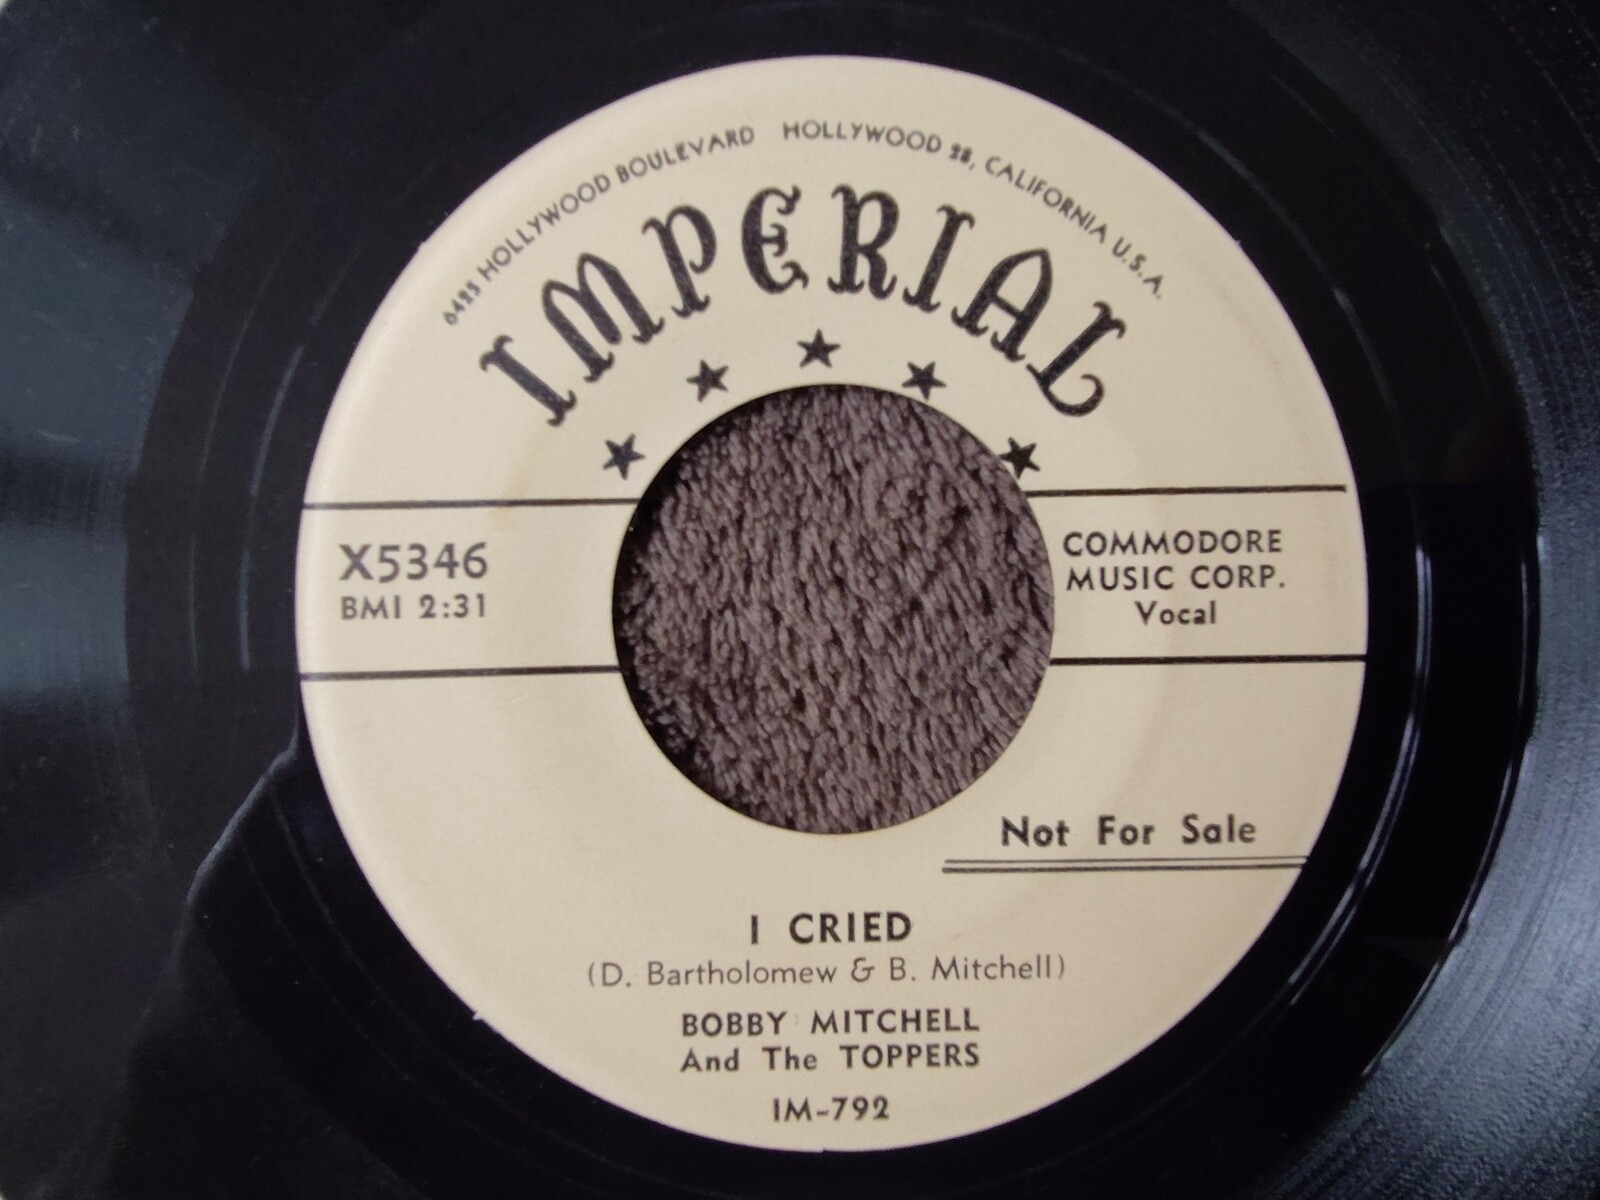 6425 HOLLYWOOD BOULEVARD HOLLYWOOD 28, CALIFORNIA U.S.A.
IMPERIAL
X5346
BMI 2:31
COMMODORE
MUSIC CORP.
Vocal
Not For Sale
I CRIED
(D. Bartholomew & B. Mitchell)
BOBBY MITCHELL
And The TOPPERS
IM-792